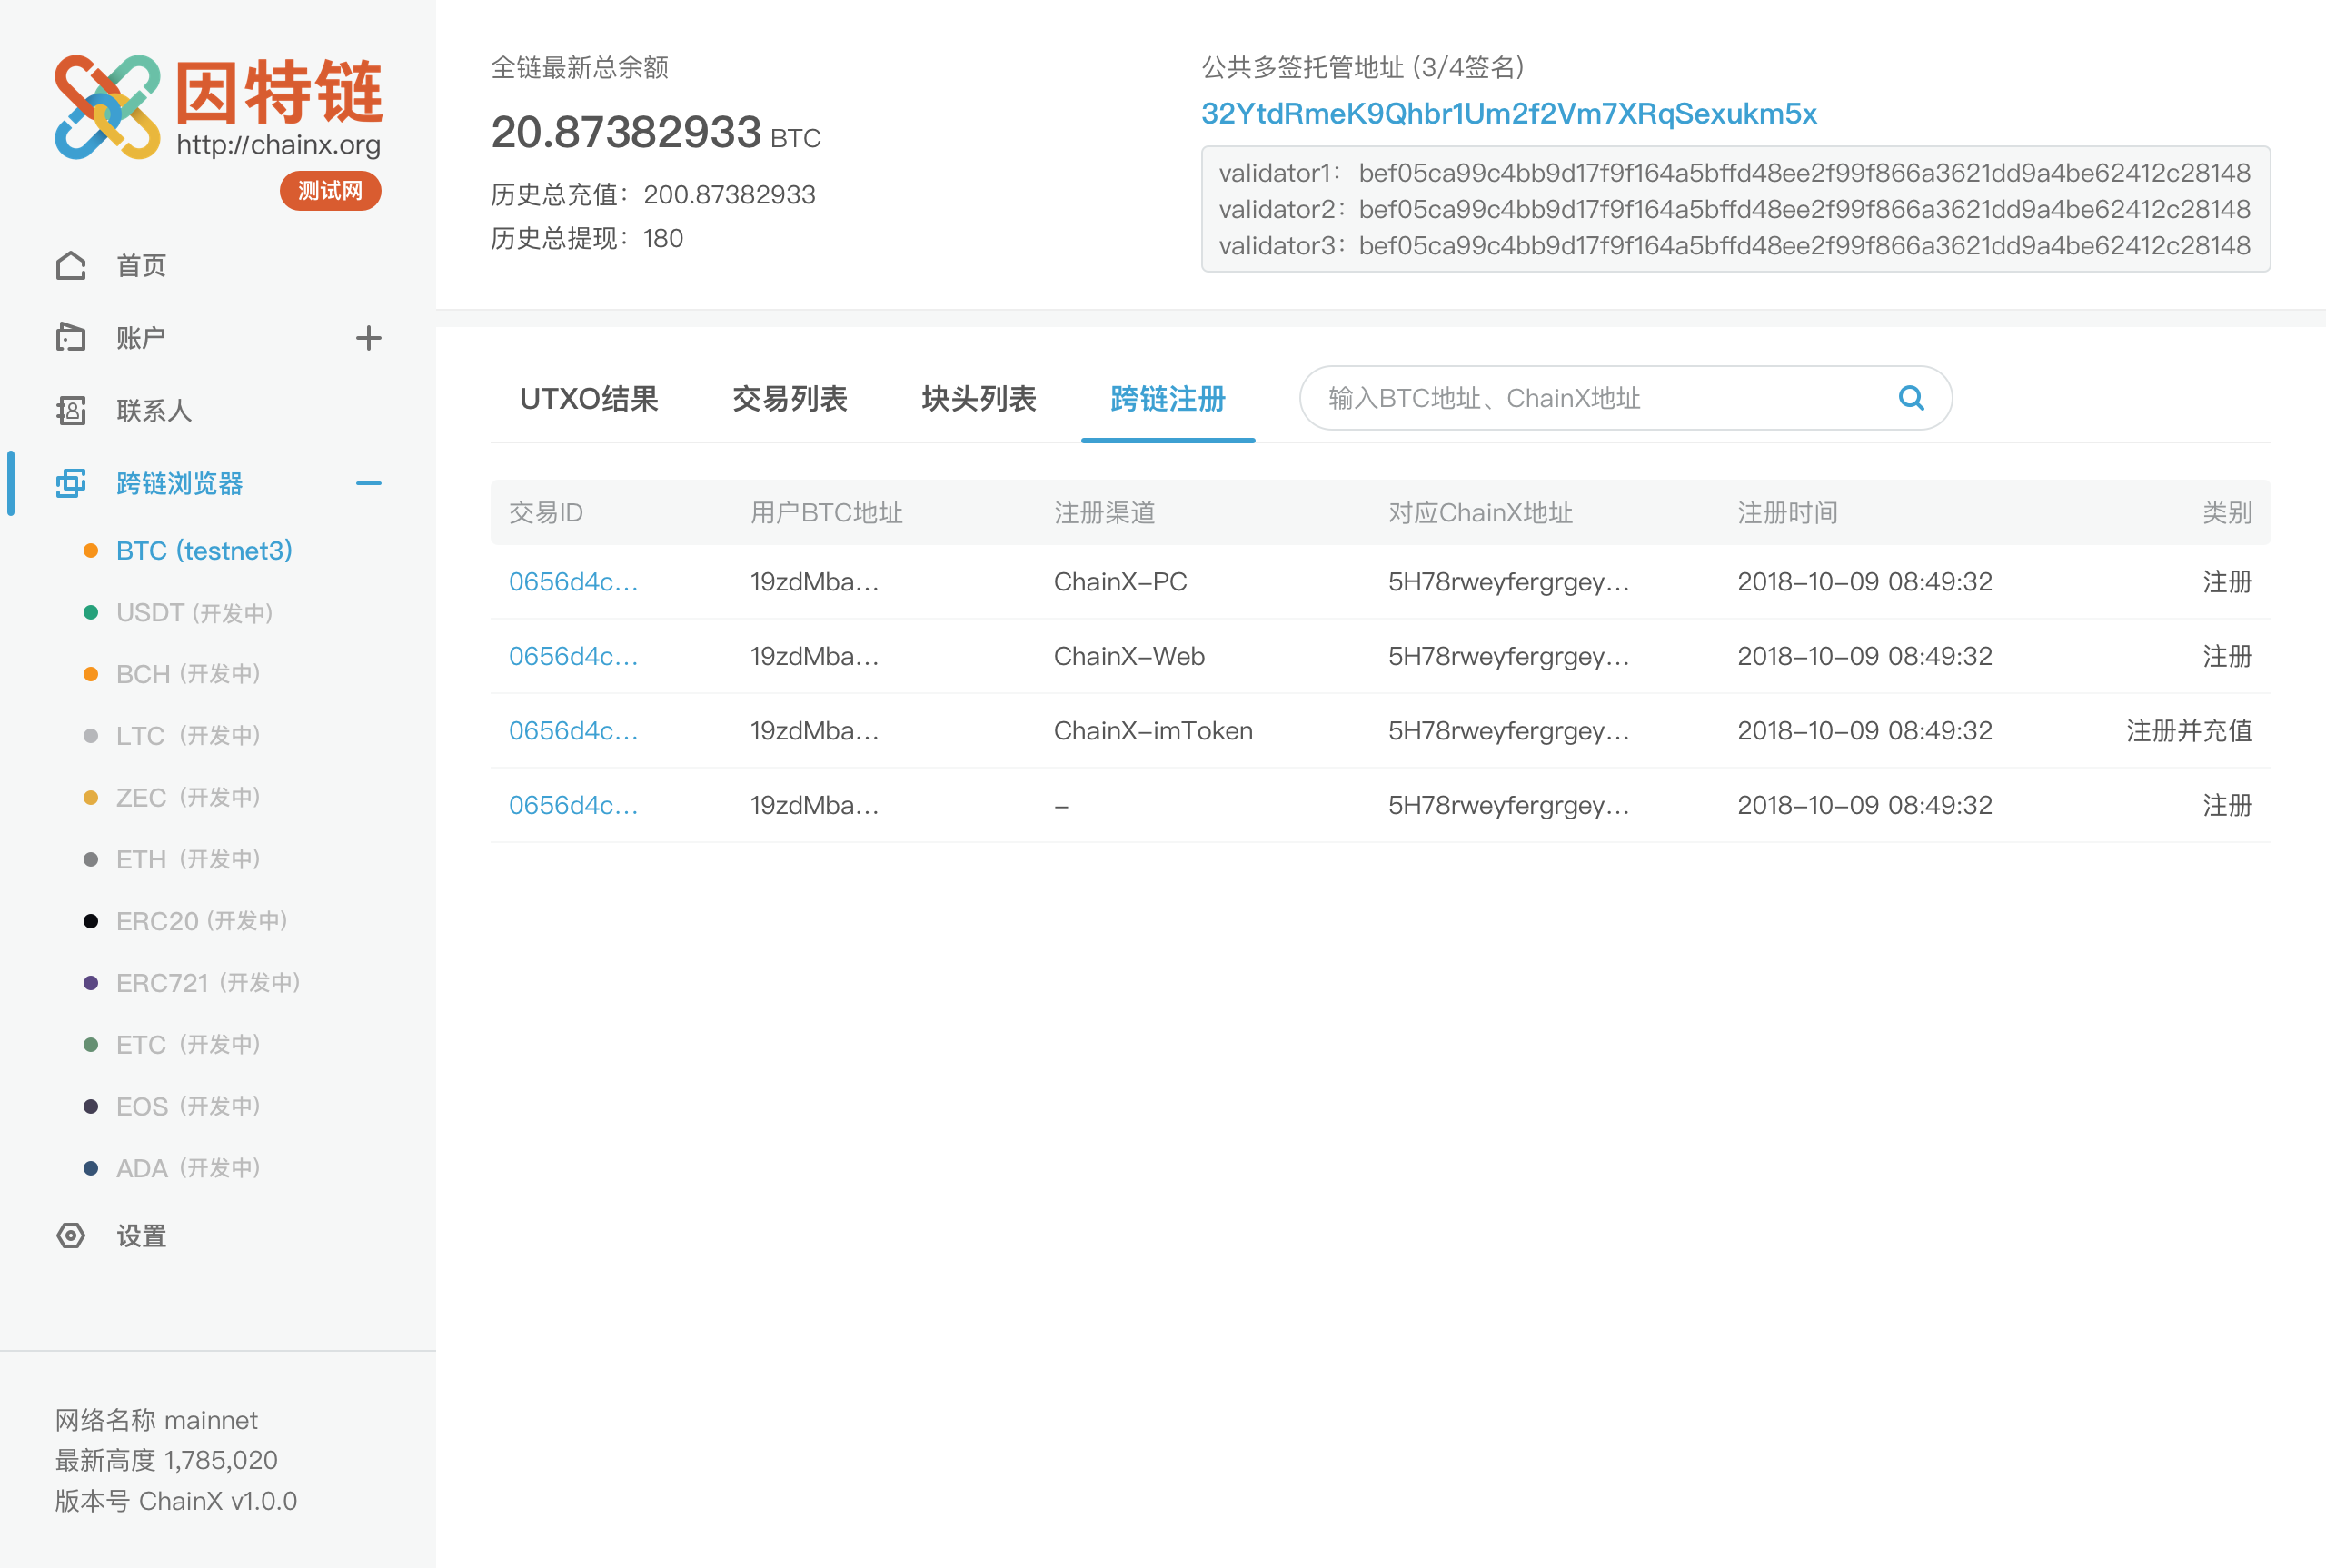 因特链
http://chainx.org
测试网
首页
账户
联系人
跨链浏览器
BTC (testnet3)
USDT (开发中)
BCH (开发中)
LTC (开发中)
ZEC (开发中)
ETH (开发中)
ERC20 (开发中)
ERC721 (开发中)
ETC (开发中)
EOS (开发中)
ADA (开发中)
设置
网络名称 mainnet
最新高度 1,785,020
版本号 ChainX v1.0.0
全链最新总余额
20.87382933 BTC
历史总充值：200.87382933
历史总提现：180
公共多签托管地址 (3/4签名)
32YtdRmeK9Qhbr1Um2f2Vm7XRqSexukm5x
validator1：bef05ca99c4bb9d17f9f164a5bffd48ee2f99f866a3621dd9a4be62412c28148
validator2：bef05ca99c4bb9d17f9f164a5bffd48ee2f99f866a3621dd9a4be62412c28148
validator3：bef05ca99c4bb9d17f9f164a5bffd48ee2f99f866a3621dd9a4be62412c28148
UTXO结果 交易列表 块头列表 跨链注册 输入BTC地址、ChainX地址
交易ID 用户BTC地址 注册渠道 对应ChainX地址 注册时间 类别
0656d4c... 19zdMba... ChainX-PC 5H78rweyfergrgey... 2018-10-09 08:49:32 注册
0656d4c... 19zdMba... ChainX-Web 5H78rweyfergrgey... 2018-10-09 08:49:32 注册
0656d4c... 19zdMba... ChainX-imToken 5H78rweyfergrgey... 2018-10-09 08:49:32 注册并充值
0656d4c... 19zdMba... - 5H78rweyfergrgey... 2018-10-09 08:49:32 注册